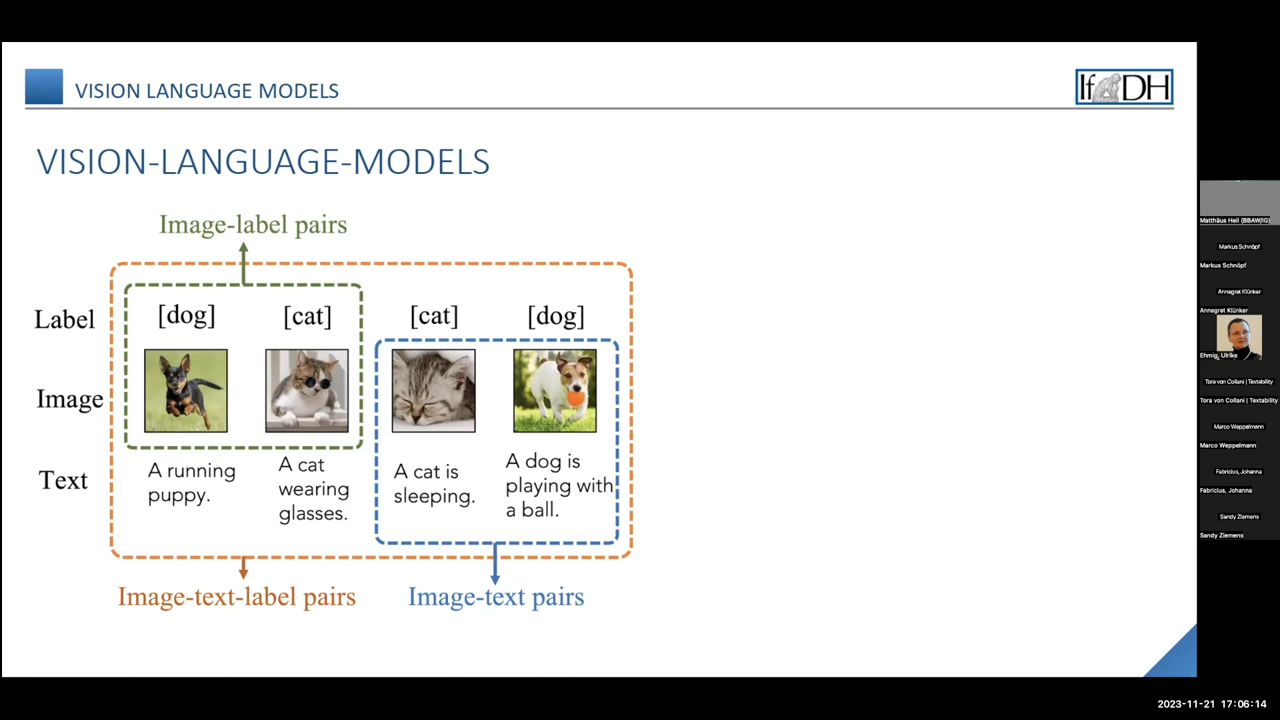 VISION LANGUAGE MODELS
IfDH
VISION-LANGUAGE-MODELS
Image-label pairs
Label
[dog]
[cat]
[cat]
[dog]
Image
Text
A running
puppy.
A cat
wearing
glasses.
A cat is
sleeping.
A dog is
playing with
a ball.
Image-text-label pairs
Image-text pairs
Matthäus Heil (BBAW/IG)
Markus Schnöpf
Markus Schnöpf
Annegret Klünker
Annegret Klünker
Ehmig, Ulrike
Tora von Collani | Textability
Tora von Collani | Textability
Marco Weppelmann
Marco Weppelmann
Fabricius, Johanna
Fabricius, Johanna
Sandy Ziemens
Sandy Ziemens
2023-11-21 17:06:14